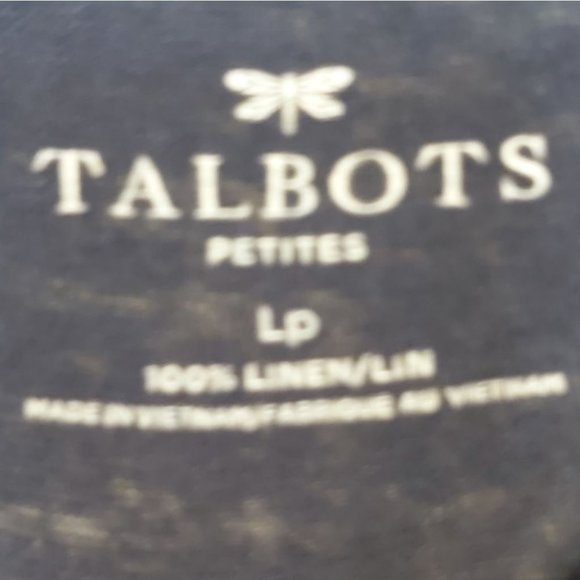 TALBOTS
PETITES
Lp
100% LINEN/LIN
MADE IN VIETNAM/FABRIQUE AU VIETNAM